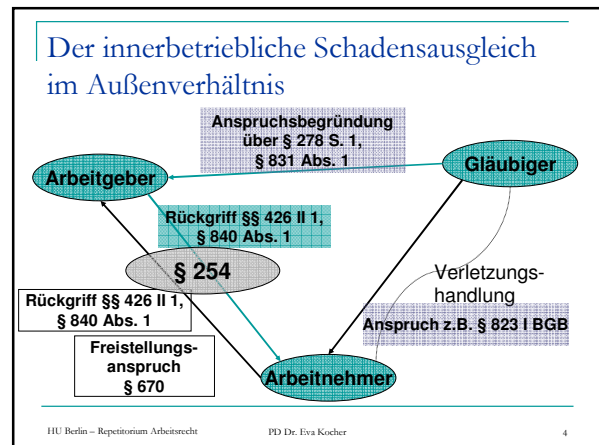 Der innerbetriebliche Schadensausgleich
im Außenverhältnis
Anspruchsbegründung
über § 278 S. 1,
§ 831 Abs. 1
Arbeitgeber
Gläubiger
Rückgriff §§ 426 II 1,
§ 840 Abs. 1
§ 254
Verletzungs-
handlung
Rückgriff §§ 426 II 1,
§ 840 Abs. 1
Anspruch z.B. § 823 I BGB
Freistellungs-
anspruch
§ 670
Arbeitnehmer
HU Berlin – Repetitorium Arbeitsrecht
PD Dr. Eva Kocher
4